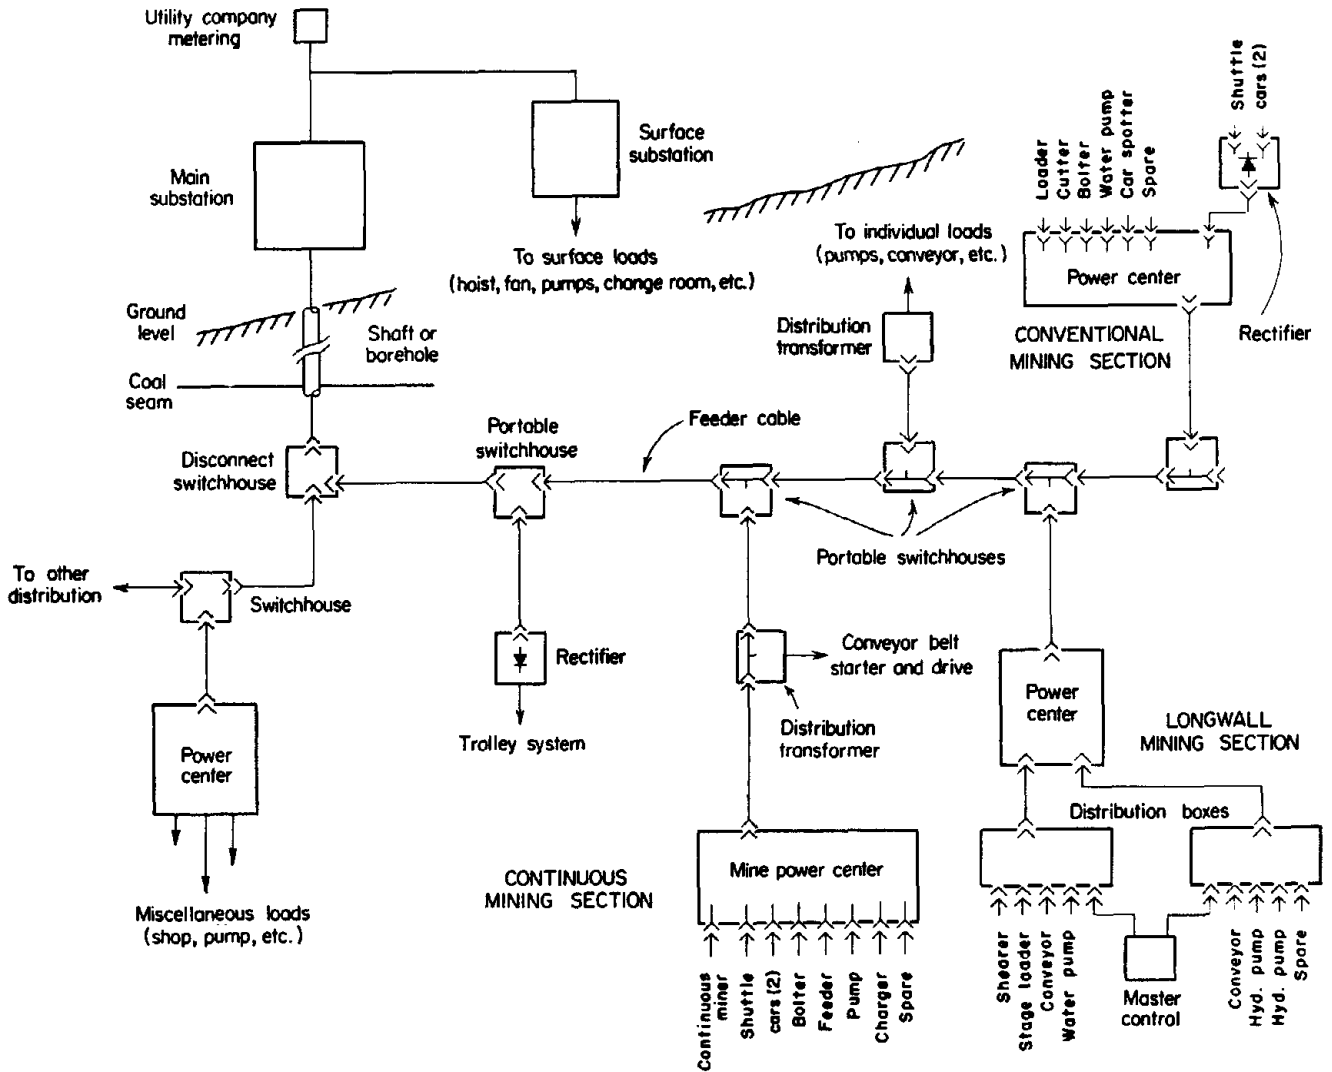 Utility company
metering
Main
substation
Surface
substation
To surface loads
(hoist, fan, pumps, change room, etc.)
Ground
level
Shaft or
borehole
Coal
seam
Disconnect
switchhouse
Portable
switchhouse
Feeder cable
To individual loads
(pumps, conveyor, etc.)
Distribution
transformer
Loader
Cutter
Bolter
Water pump
Car spotter
Spare
Shuttle
cars (2)
Power center
CONVENTIONAL
MINING SECTION
Rectifier
Portable switchhouses
To other
distribution
Switchhouse
Rectifier
Trolley system
Conveyor belt
starter and drive
Distribution
transformer
Power
center
LONGWALL
MINING SECTION
Power
center
Miscellaneous loads
(shop, pump, etc.)
CONTINUOUS
MINING SECTION
Mine power center
Continuous
miner
Shuttle
cars (2)
Bolter
Feeder
Pump
Charger
Spare
Distribution boxes
Shearer
Stage loader
Conveyor
Water pump
Master
control
Conveyor
Hyd. pump
Hyd. pump
Spare